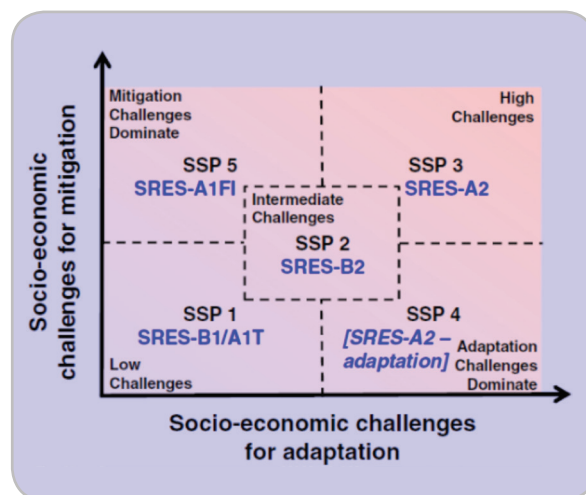 Socio-economic
challenges for mitigation
Mitigation
Challenges
Dominate
High
Challenges
SSP 5
SRES-A1FI
SSP 3
SRES-A2
Intermediate
Challenges
SSP 2
SRES-B2
SSP 1
SRES-B1/A1T
SSP 4
[SRES-A2 –
adaptation]
Low
Challenges
Adaptation
Challenges
Dominate
Socio-economic challenges
for adaptation